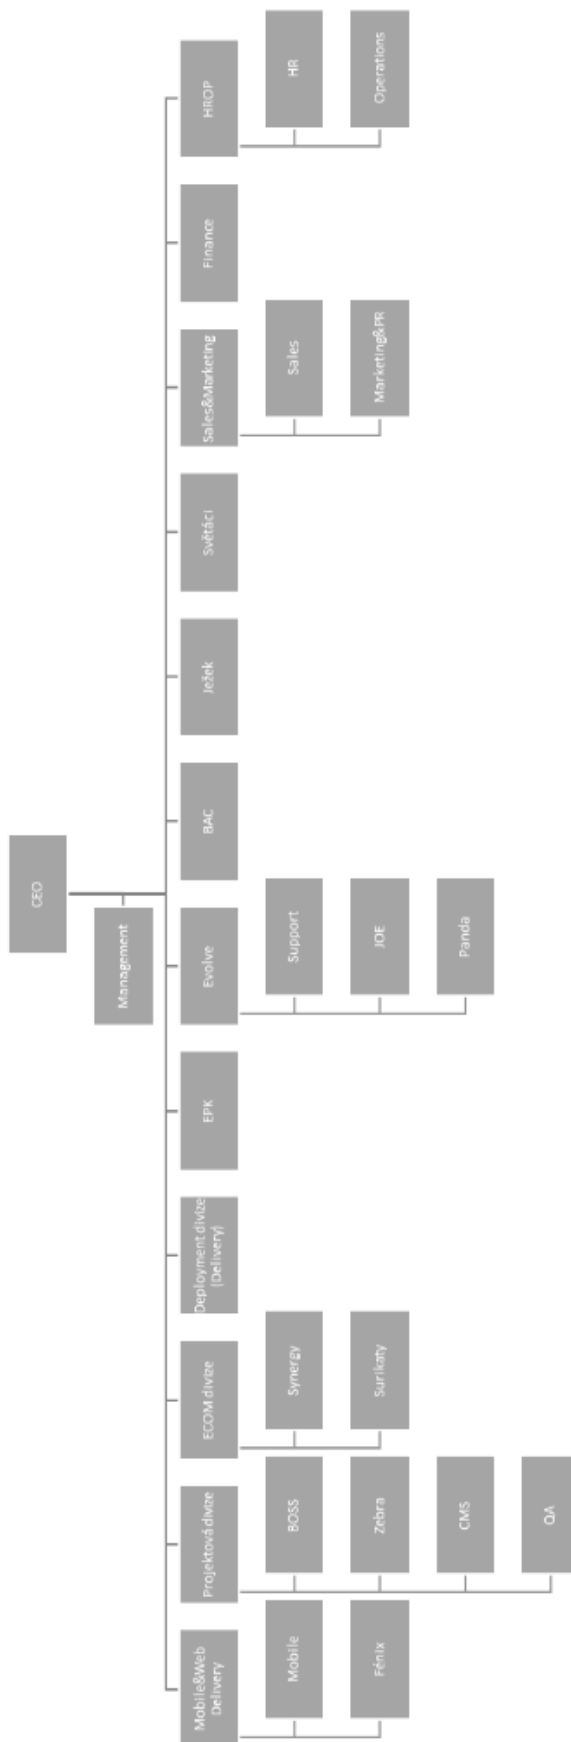 CEO
Management
Mobile&Web
Delivery
Mobile
Fénix
Projektová divize
BOSS
Zebra
CMS
QA
ECOM divize
Synergy
Surikaty
Deployment divize
(Delivery)
EPK
Evolve
Support
JOE
Panda
BAC
Ježek
Světáci
Sales&Marketing
Sales
Marketing&PR
Finance
HROP
HR
Operations